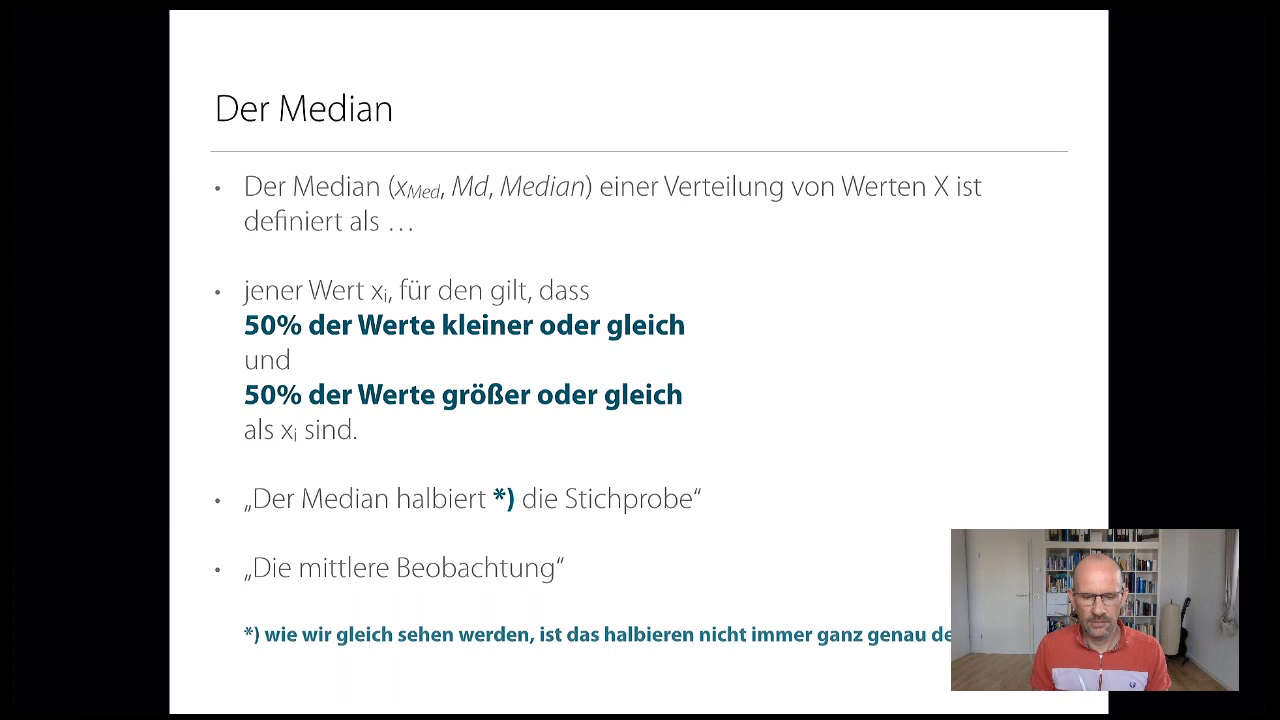 Der Median
• Der Median (xMed, Md, Median) einer Verteilung von Werten X ist
definiert als …
• jener Wert xi, für den gilt, dass
50% der Werte kleiner oder gleich
und
50% der Werte größer oder gleich
als xi sind.
• „Der Median halbiert *) die Stichprobe“
• „Die mittlere Beobachtung“
*) wie wir gleich sehen werden, ist das halbieren nicht immer ganz genau